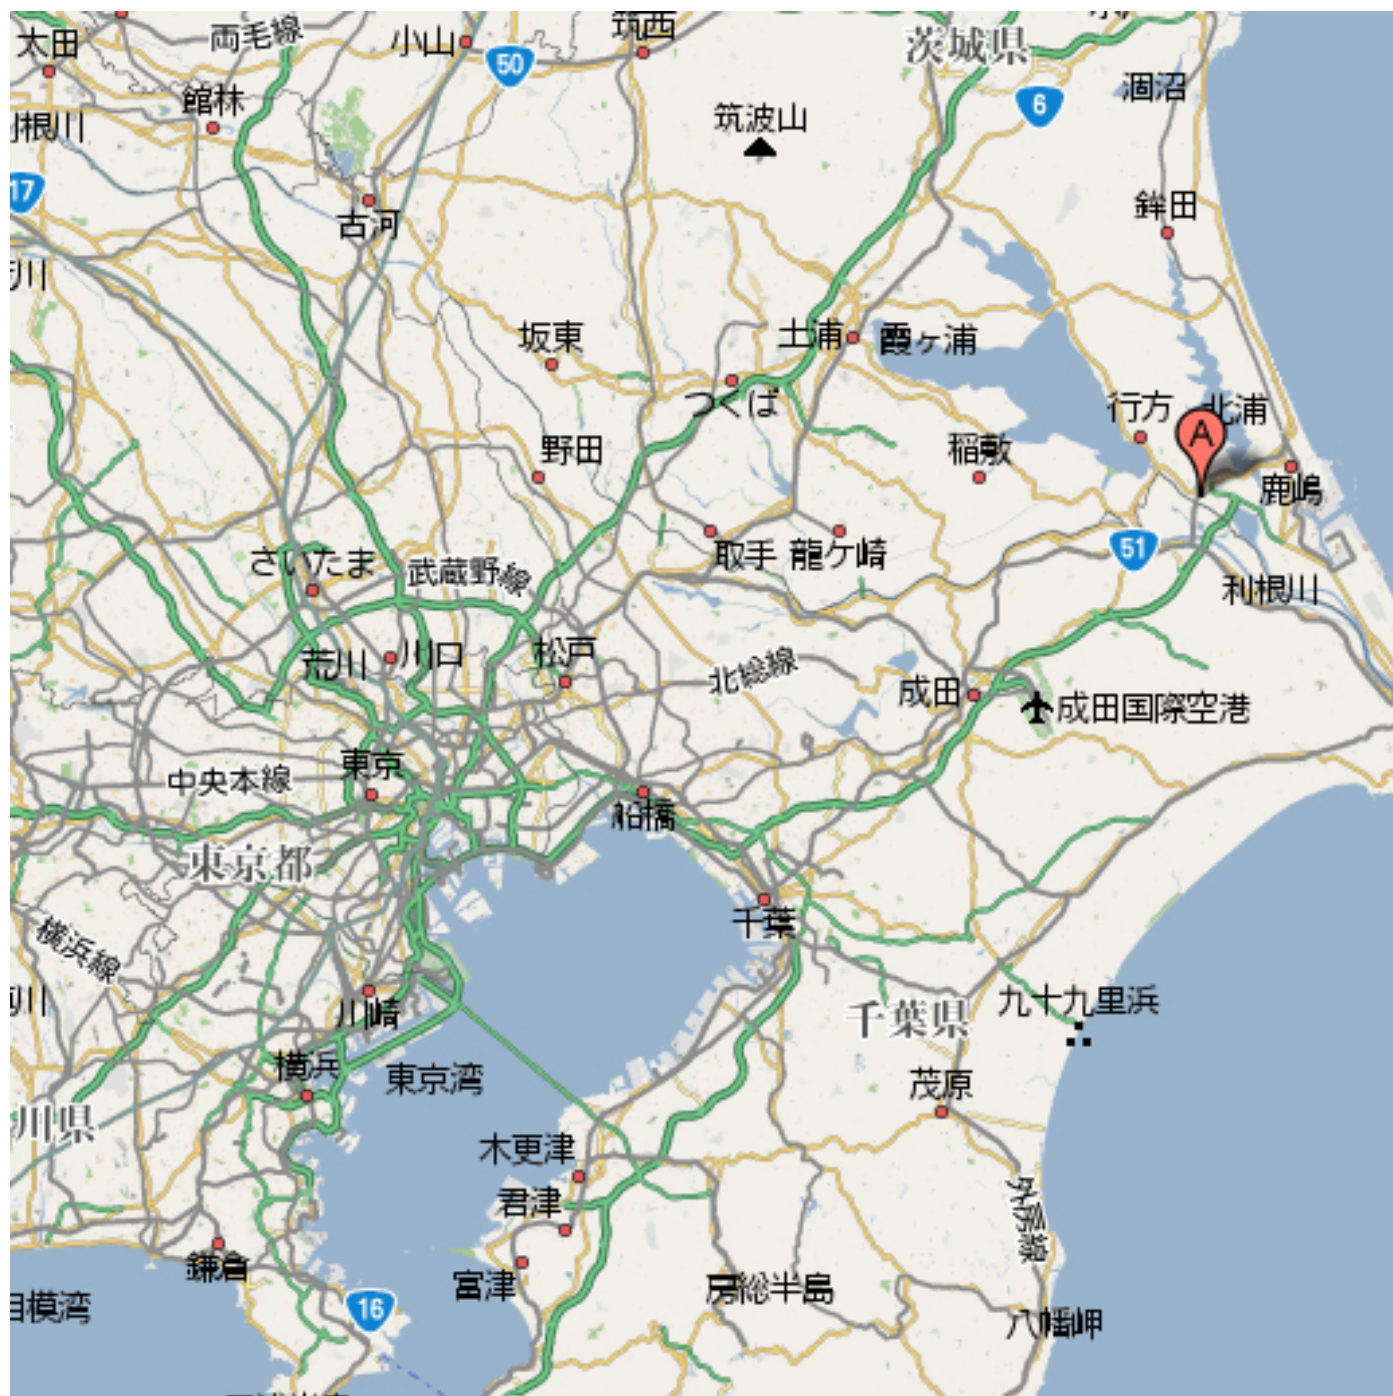 両毛線
小山
筑西
茨城県
太田
50
6
涸沼
館林
筑波山
17
鉾田
古河
坂東
土浦
霞ヶ浦
つくば
行方
北浦
A
野田
稲敷
鹿嶋
取手
龍ケ崎
51
さいたま
武蔵野線
利根川
荒川
川口
松戸
北総線
成田
成田国際空港
東京
中央本線
船橋
東京都
千葉
横浜線
川崎
千葉県
九十九里浜
横浜
東京湾
茂原
川県
木更津
君津
外房線
鎌倉
富津
房総半島
16
八幡岬